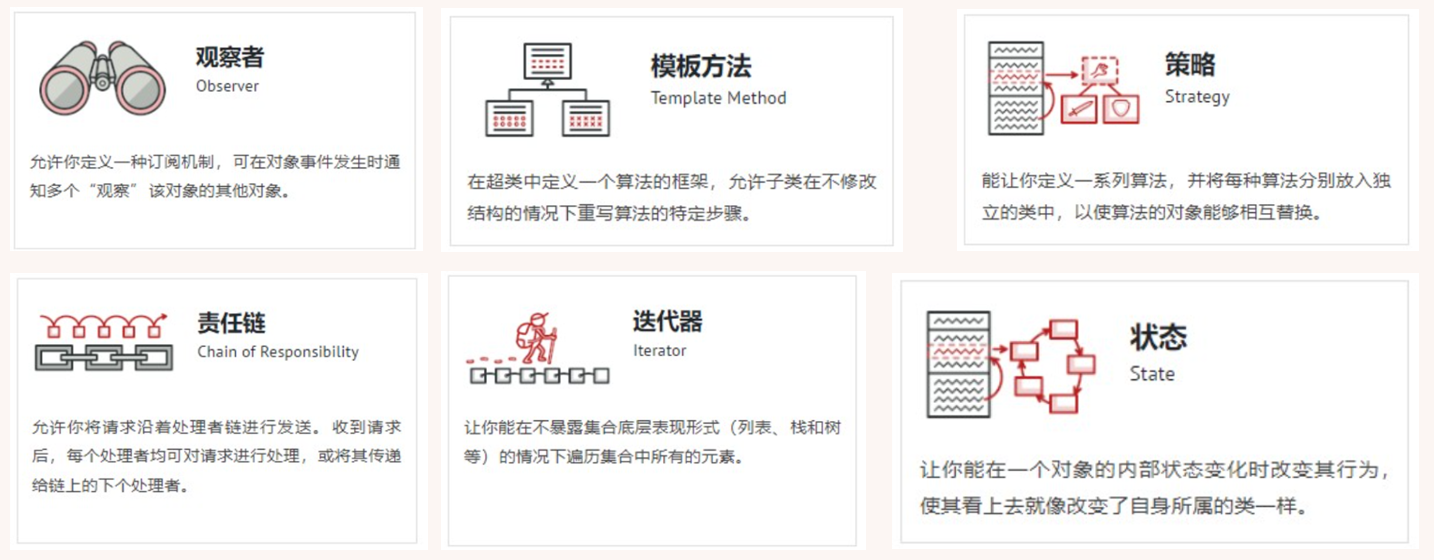 观察者
Observer
允许你定义一种订阅机制，可在对象事件发生时通
知多个“观察” 该对象的其他对象。
模板方法
Template Method
在超类中定义一个算法的框架，允许子类在不修改
结构的情况下重写算法的特定步骤。
策略
Strategy
能让你定义一系列算法，并将每种算法分别放入独
立的类中，以使算法的对象能够相互替换。
责任链
Chain of Responsibility
允许你将请求沿着处理者链进行发送。收到请求
后，每个处理者均可对请求进行处理，或将其传递
给链上的下个处理者。
迭代器
Iterator
让你能在不暴露集合底层表现形式（列表、栈和树
等）的情况下遍历集合中所有的元素。
状态
State
让你能在一个对象的内部状态变化时改变其行为，
使其看上去就像改变了自身所属的类一样。